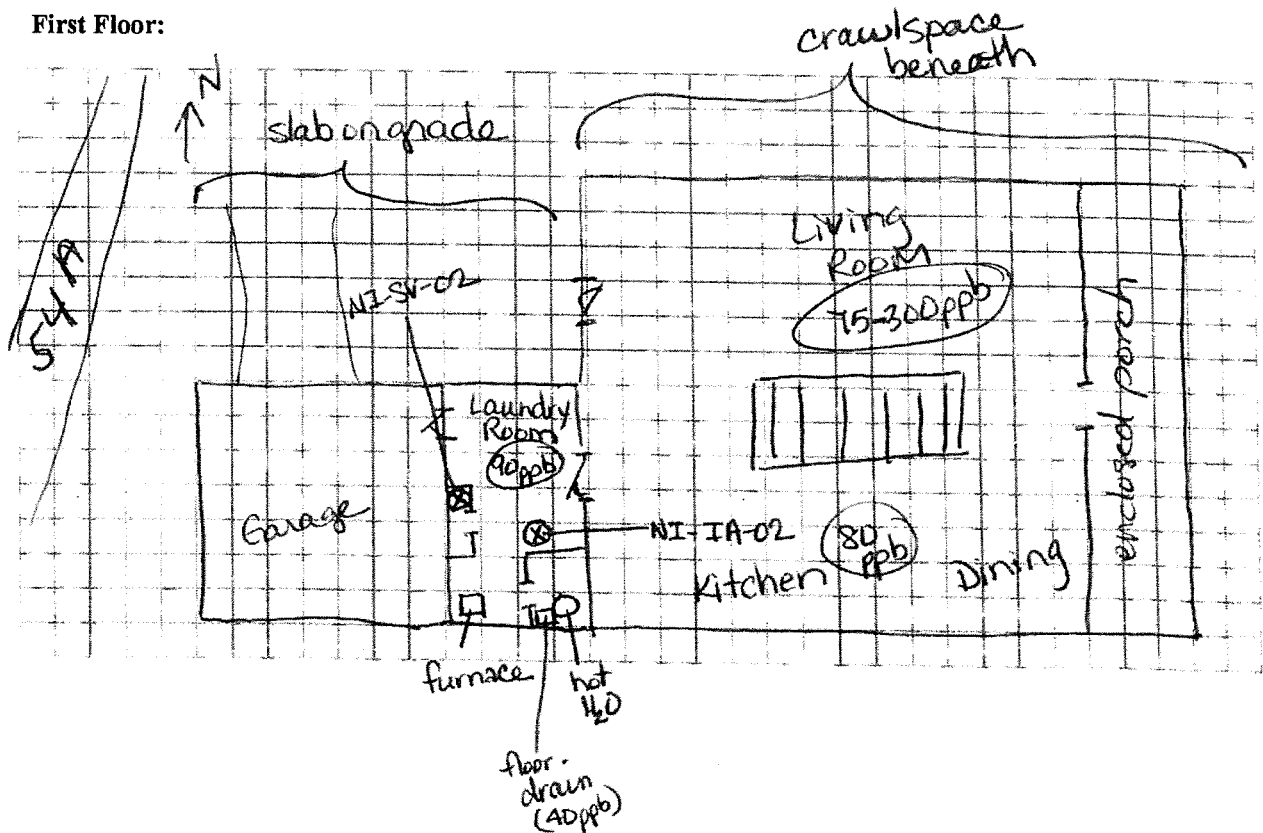 First Floor:
crawlspace
beneath
N
slab on grade
54 A
NI-SV-02
Living
Room
75-300ppb
enclosed porch
Laundry
Room
90ppb
Garage
NI-IA-02
80
ppb
Kitchen
Dining
furnace
hot
H₂O
floor
drain
(40ppb)